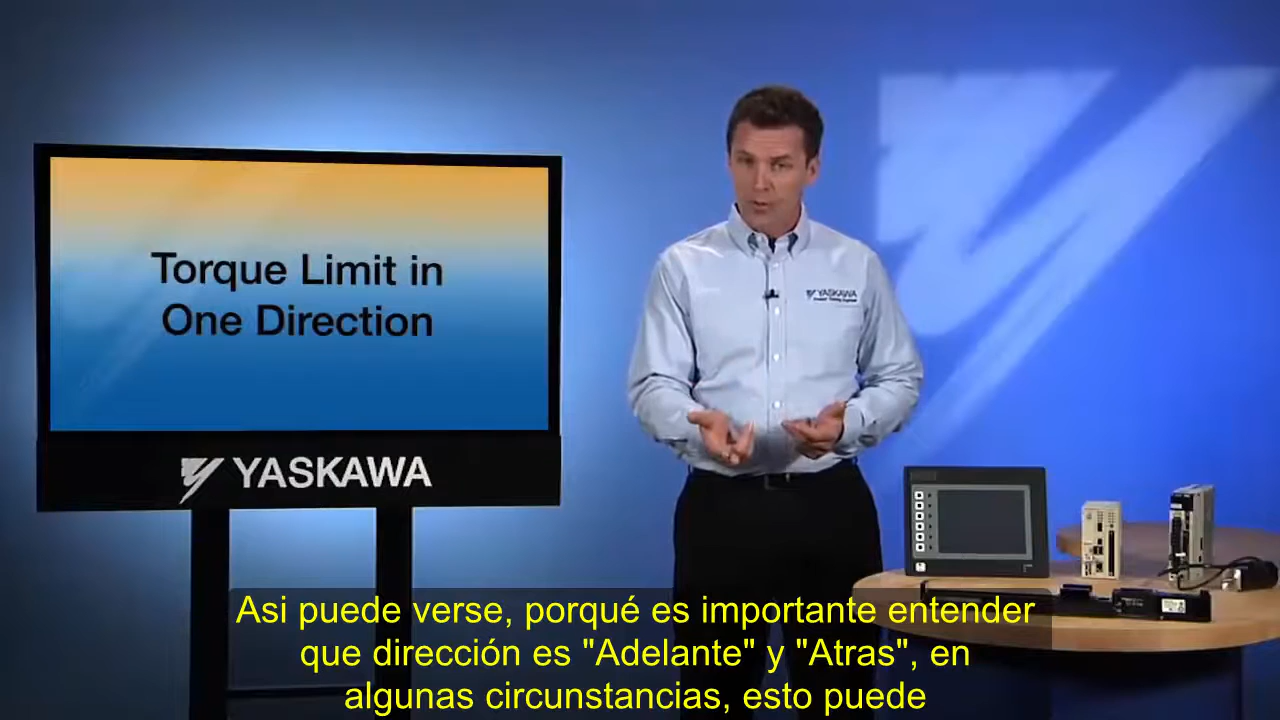 Torque Limit in
One Direction
YASKAWA
YASKAWA
Asi puede verse, porqué es importante entender
que dirección es "Adelante" y "Atras", en
algunas circunstancias, esto puede